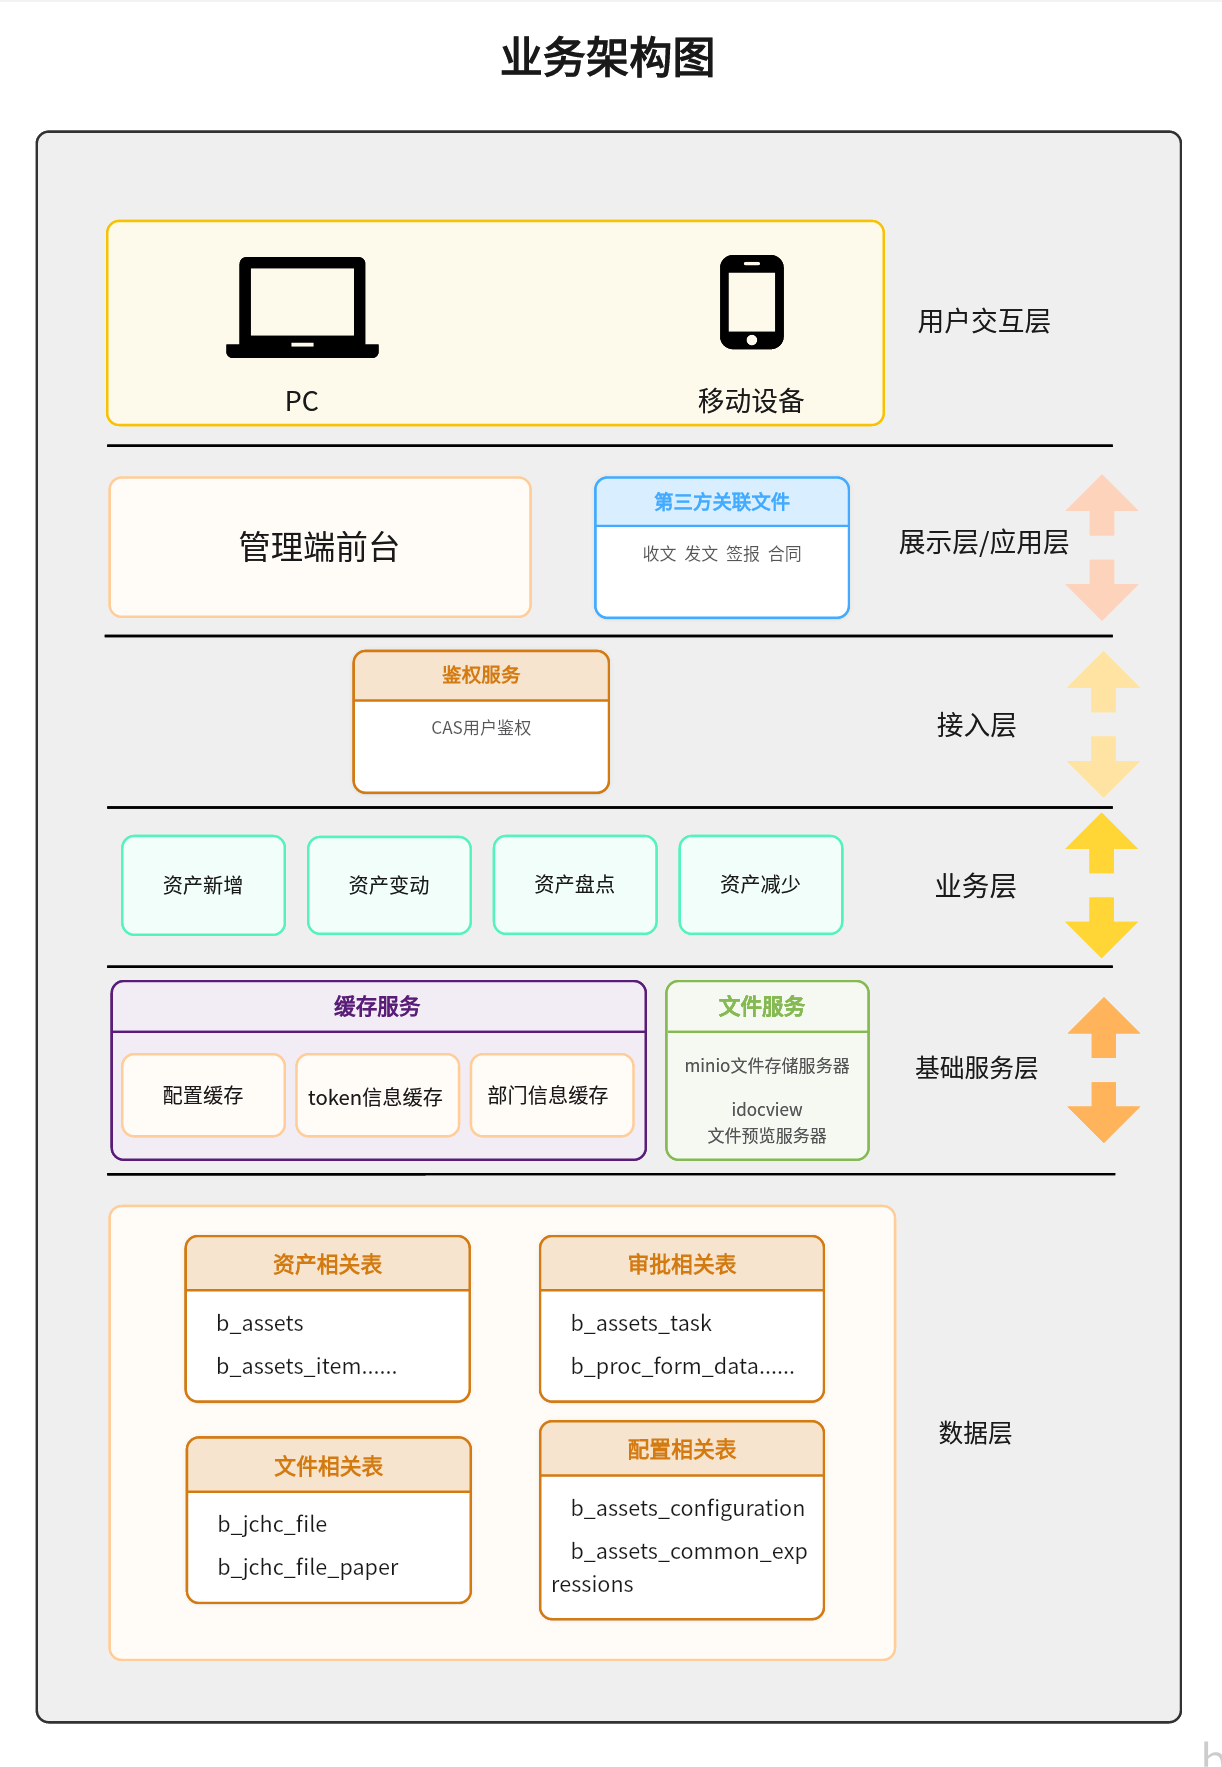 业务架构图
PC
移动设备
用户交互层
管理端前台
第三方关联文件
收文 发文 签报 合同
展示层/应用层
鉴权服务
CAS用户鉴权
接入层
资产新增
资产变动
资产盘点
资产减少
业务层
缓存服务
配置缓存
token信息缓存
部门信息缓存
文件服务
minio文件存储服务器
idocview
文件预览服务器
基础服务层
资产相关表
b_assets
b_assets_item......
审批相关表
b_assets_task
b_proc_form_data......
文件相关表
b_jchc_file
b_jchc_file_paper
配置相关表
b_assets_configuration
b_assets_common_exp
ressions
数据层